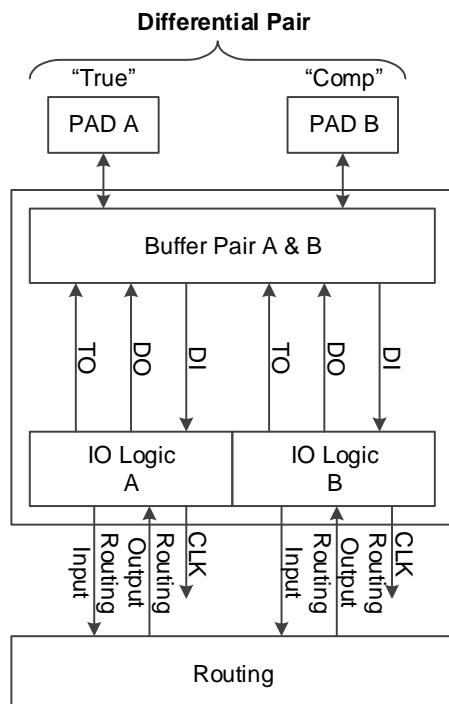 Differential Pair
“True”
“Comp”
PAD A
PAD B
Buffer Pair A & B
TO
DO
DI
TO
DO
DI
IO Logic
A
IO Logic
B
Routing
Input
Routing
Output
CLK
Routing
Input
Routing
Output
CLK
Routing